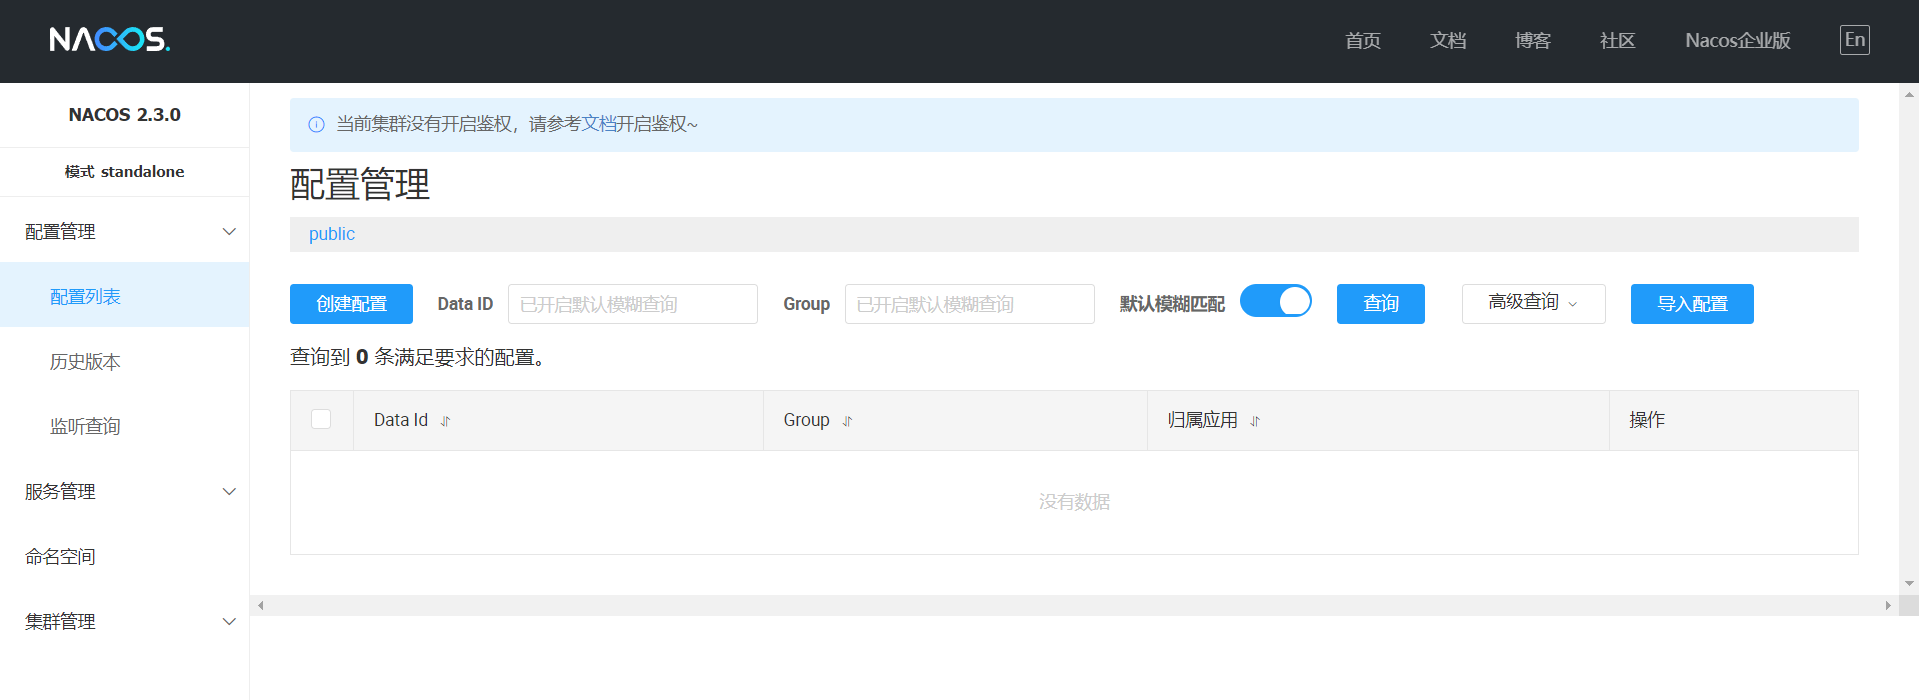 NACOS.
首页 文档 博客 社区 Nacos企业版 En
NACOS 2.3.0
模式 standalone
配置管理
配置列表
历史版本
监听查询
服务管理
命名空间
集群管理
当前集群没有开启鉴权，请参考文档开启鉴权~
配置管理
public
创建配置 Data ID 已开启默认模糊查询 Group 已开启默认模糊查询 默认模糊匹配 查询 高级查询 导入配置
查询到 0 条满足要求的配置。
Data Id Group 归属应用 操作
没有数据